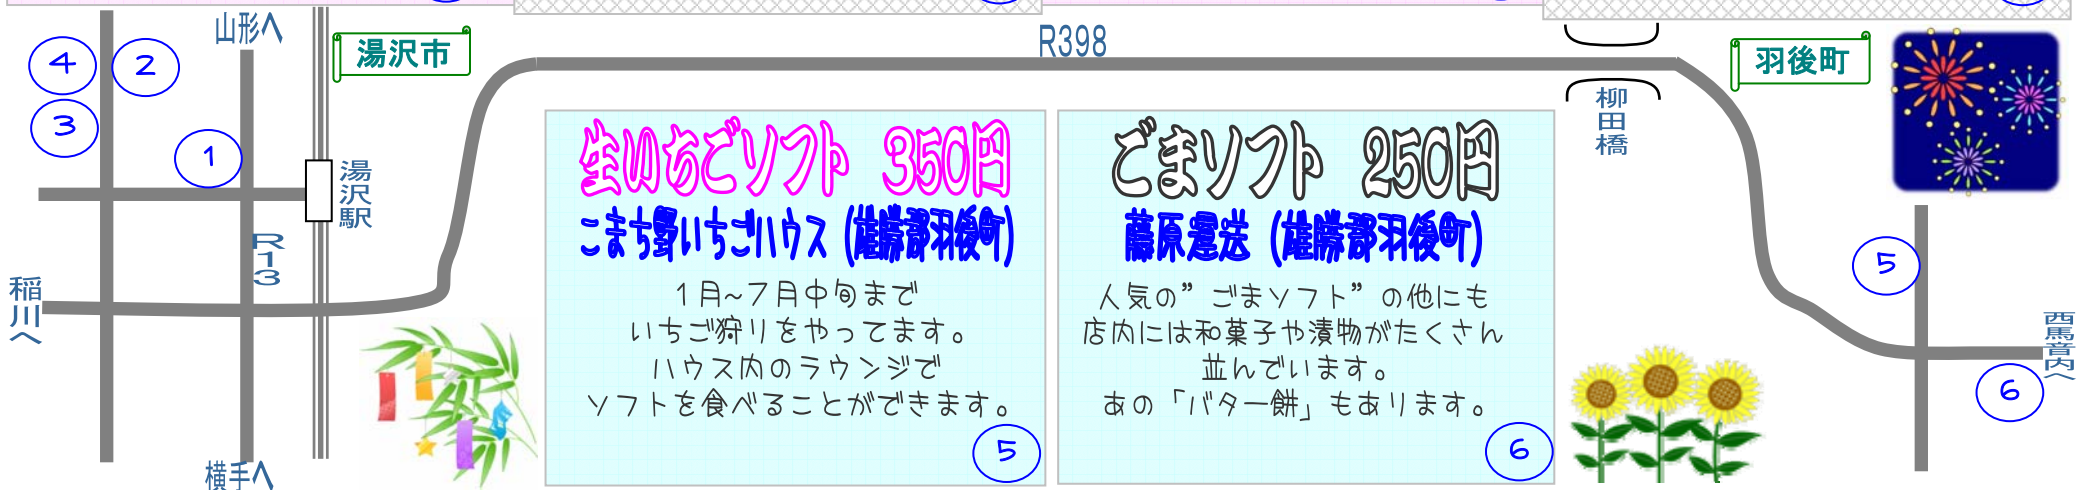 山形へ
湯沢市
R398
羽後町
4
2
3
1
湯沢駅
R13
稲川へ
横手へ
柳田橋
5
西馬音内へ
6
生いちごソフト 350円
こまち野いちごハウス (雄勝郡羽後町)
1月~7月中旬まで
いちご狩りをやってます。
ハウス内のラウンジで
ソフトを食べることができます。
5
ごまソフト 250円
藤原運送 (雄勝郡羽後町)
人気の”ごまソフト”の他にも
店内には和菓子や漬物がたくさん
並んでいます。
あの「バター餅」もあります。
6